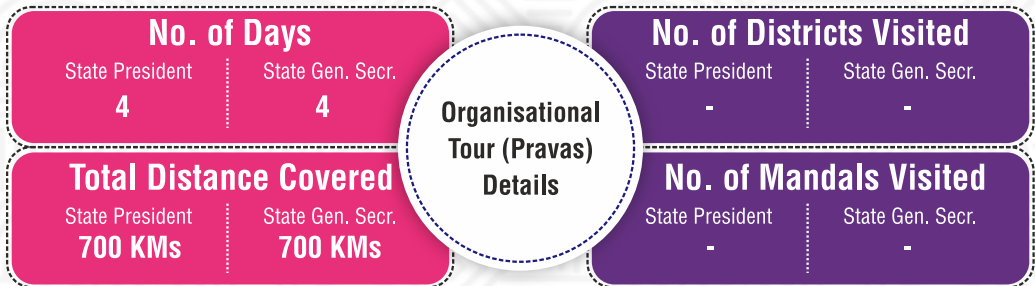 No. of Days
State President State Gen. Secr.
4 4
Total Distance Covered
State President State Gen. Secr.
700 KMs 700 KMs
Organisational
Tour (Pravas)
Details
No. of Districts Visited
State President State Gen. Secr.
- -
No. of Mandals Visited
State President State Gen. Secr.
- -